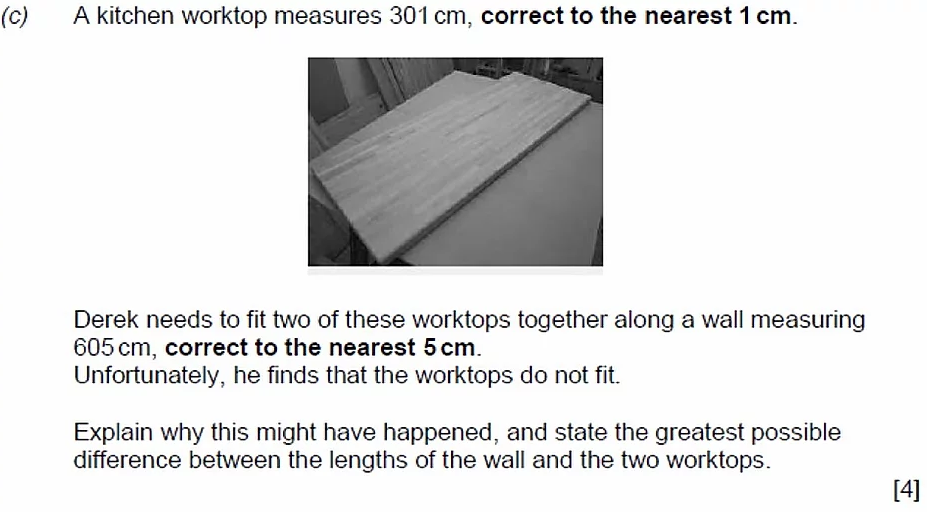 (c) A kitchen worktop measures 301 cm, correct to the nearest 1 cm.
Derek needs to fit two of these worktops together along a wall measuring
605 cm, correct to the nearest 5 cm.
Unfortunately, he finds that the worktops do not fit.
Explain why this might have happened, and state the greatest possible
difference between the lengths of the wall and the two worktops.
[4]